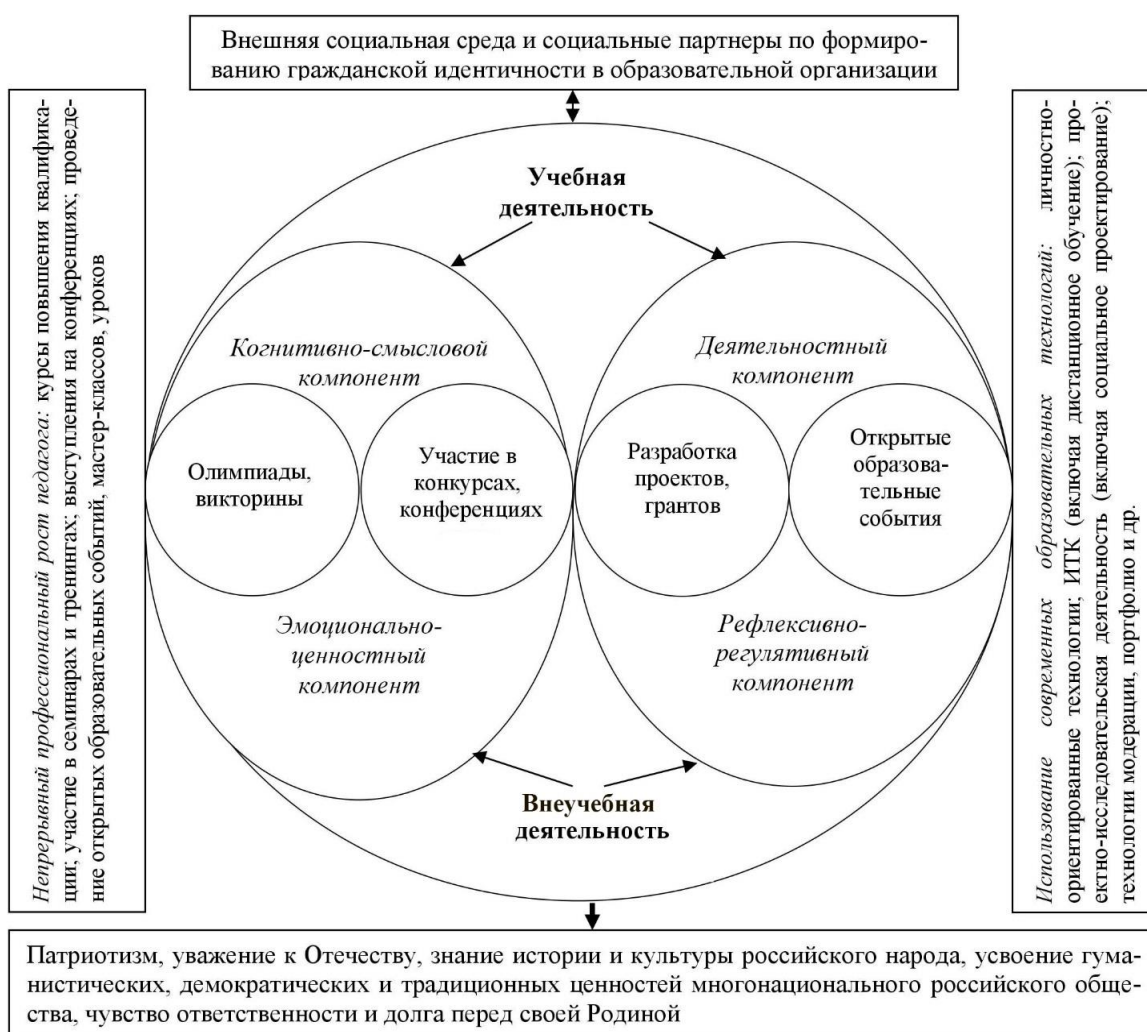 Внешняя социальная среда и социальные партнеры по формиро-
ванию гражданской идентичности в образовательной организации
Непрерывный профессиональный рост педагога: курсы повышения квалифика-
ции; участие в семинарах и тренингах; выступления на конференциях; проведе-
ние открытых образовательных событий, мастер-классов, уроков
Учебная
деятельность
Когнитивно-смысловой
компонент
Деятельностный
компонент
Олимпиады,
викторины
Участие в
конкурсах,
конференциях
Разработка
проектов,
грантов
Открытые
образова-
тельные
события
Эмоционально-
ценностный
компонент
Рефлексивно-
регулятивный
компонент
Внеучебная
деятельность
Использование современных образовательных технологий: личностно-
ориентированные технологии; ИТК (включая дистанционное обучение); про-
ектно-исследовательская деятельность (включая социальное проектирование);
технологии модерации, портфолио и др.
Патриотизм, уважение к Отечеству, знание истории и культуры российского народа, усвоение гума-
нистических, демократических и традиционных ценностей многонационального российского обще-
ства, чувство ответственности и долга перед своей Родиной